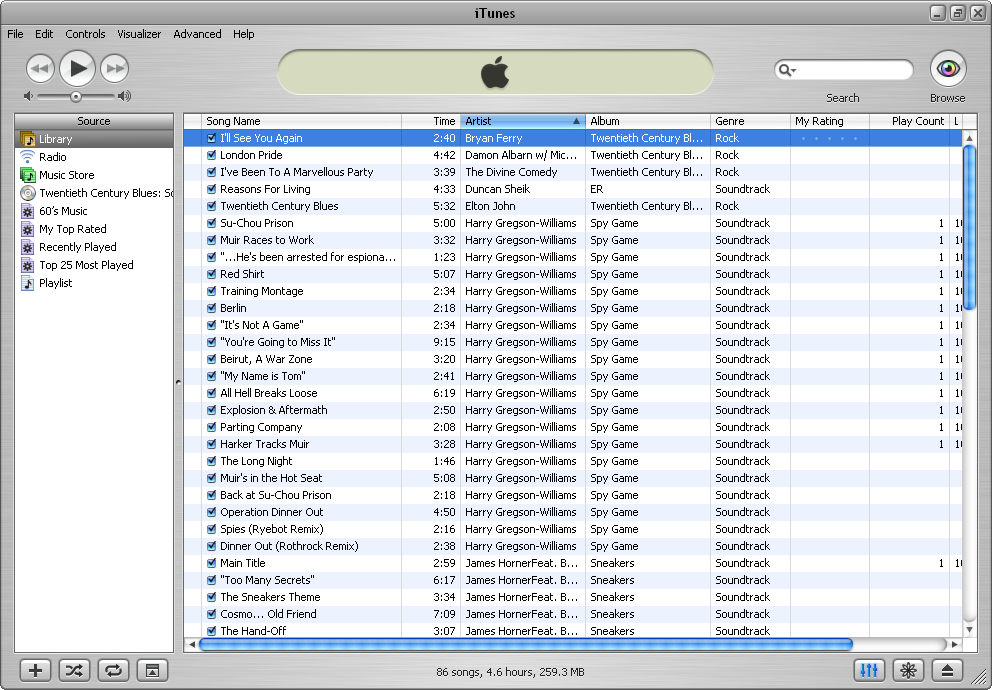 iTunes
File Edit Controls Visualizer Advanced Help
Search
Browse
Source
Library
Radio
Music Store
Twentieth Century Blues: So
60's Music
My Top Rated
Recently Played
Top 25 Most Played
Playlist
Song Name Time Artist Album Genre My Rating Play Count L
I'll See You Again 2:40 Bryan Ferry Twentieth Century Bl... Rock
London Pride 4:42 Damon Albarn w/ Mic... Twentieth Century Bl... Rock
I've Been To A Marvellous Party 3:39 The Divine Comedy Twentieth Century Bl... Rock
Reasons For Living 4:33 Duncan Sheik ER Soundtrack
Twentieth Century Blues 5:32 Elton John Twentieth Century Bl... Rock
Su-Chou Prison 5:00 Harry Gregson-Williams Spy Game Soundtrack 1 10
Muir Races to Work 3:32 Harry Gregson-Williams Spy Game Soundtrack 1 10
"...He's been arrested for espiona... 1:23 Harry Gregson-Williams Spy Game Soundtrack 1 10
Red Shirt 5:07 Harry Gregson-Williams Spy Game Soundtrack 1 10
Training Montage 2:34 Harry Gregson-Williams Spy Game Soundtrack 1 10
Berlin 2:18 Harry Gregson-Williams Spy Game Soundtrack 1 10
"It's Not A Game" 2:34 Harry Gregson-Williams Spy Game Soundtrack 1 10
"You're Going to Miss It" 9:15 Harry Gregson-Williams Spy Game Soundtrack 1 10
Beirut, A War Zone 3:20 Harry Gregson-Williams Spy Game Soundtrack 1 10
"My Name is Tom" 2:41 Harry Gregson-Williams Spy Game Soundtrack 1 10
All Hell Breaks Loose 6:19 Harry Gregson-Williams Spy Game Soundtrack 1 10
Explosion & Aftermath 2:50 Harry Gregson-Williams Spy Game Soundtrack 1 10
Parting Company 2:08 Harry Gregson-Williams Spy Game Soundtrack 1 10
Harker Tracks Muir 3:28 Harry Gregson-Williams Spy Game Soundtrack 1 10
The Long Night 1:46 Harry Gregson-Williams Spy Game Soundtrack
Muir's in the Hot Seat 5:08 Harry Gregson-Williams Spy Game Soundtrack
Back at Su-Chou Prison 2:18 Harry Gregson-Williams Spy Game Soundtrack
Operation Dinner Out 4:50 Harry Gregson-Williams Spy Game Soundtrack
Spies (Ryebot Remix) 2:16 Harry Gregson-Williams Spy Game Soundtrack
Dinner Out (Rothrock Remix) 2:38 Harry Gregson-Williams Spy Game Soundtrack
Main Title 2:59 James HornerFeat. B... Sneakers Soundtrack 1 10
"Too Many Secrets" 6:17 James HornerFeat. B... Sneakers Soundtrack
The Sneakers Theme 3:34 James HornerFeat. B... Sneakers Soundtrack
Cosmo... Old Friend 7:09 James HornerFeat. B... Sneakers Soundtrack
The Hand-Off 3:07 James HornerFeat. B... Sneakers Soundtrack
86 songs, 4.6 hours, 259.3 MB